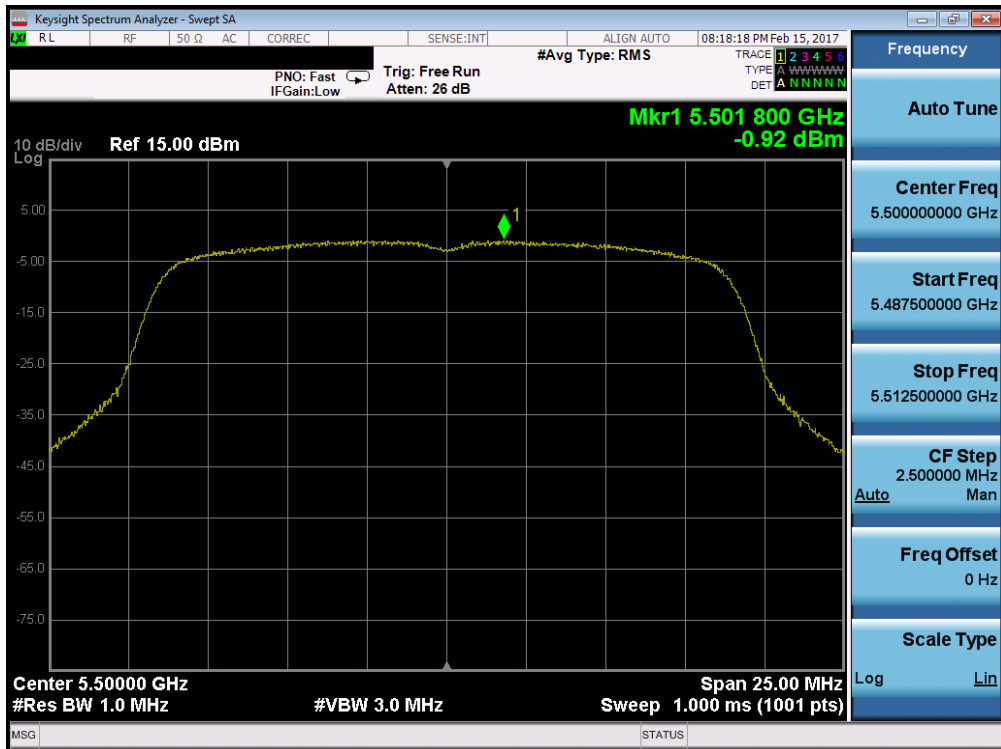 Keysight Spectrum Analyzer - Swept SA
LXI RL RF 50 Ω AC CORREC SENSE:INT ALIGN AUTO 08:18:18 PM Feb 15, 2017
#Avg Type: RMS TRACE 1 2 3 4 5 6
PNO: Fast Trig: Free Run TYPE A WWWWW
IFGain:Low Atten: 26 dB DET A N N N N N
Mkr1 5.501 800 GHz
-0.92 dBm
10 dB/div Ref 15.00 dBm
Log
1
5.00
-5.00
-15.0
-25.0
-35.0
-45.0
-55.0
-65.0
-75.0
Center 5.50000 GHz Span 25.00 MHz
#Res BW 1.0 MHz #VBW 3.0 MHz Sweep 1.000 ms (1001 pts)
MSG STATUS
Frequency
Auto Tune
Center Freq
5.500000000 GHz
Start Freq
5.487500000 GHz
Stop Freq
5.512500000 GHz
CF Step
2.500000 MHz
Auto Man
Freq Offset
0 Hz
Scale Type
Log Lin